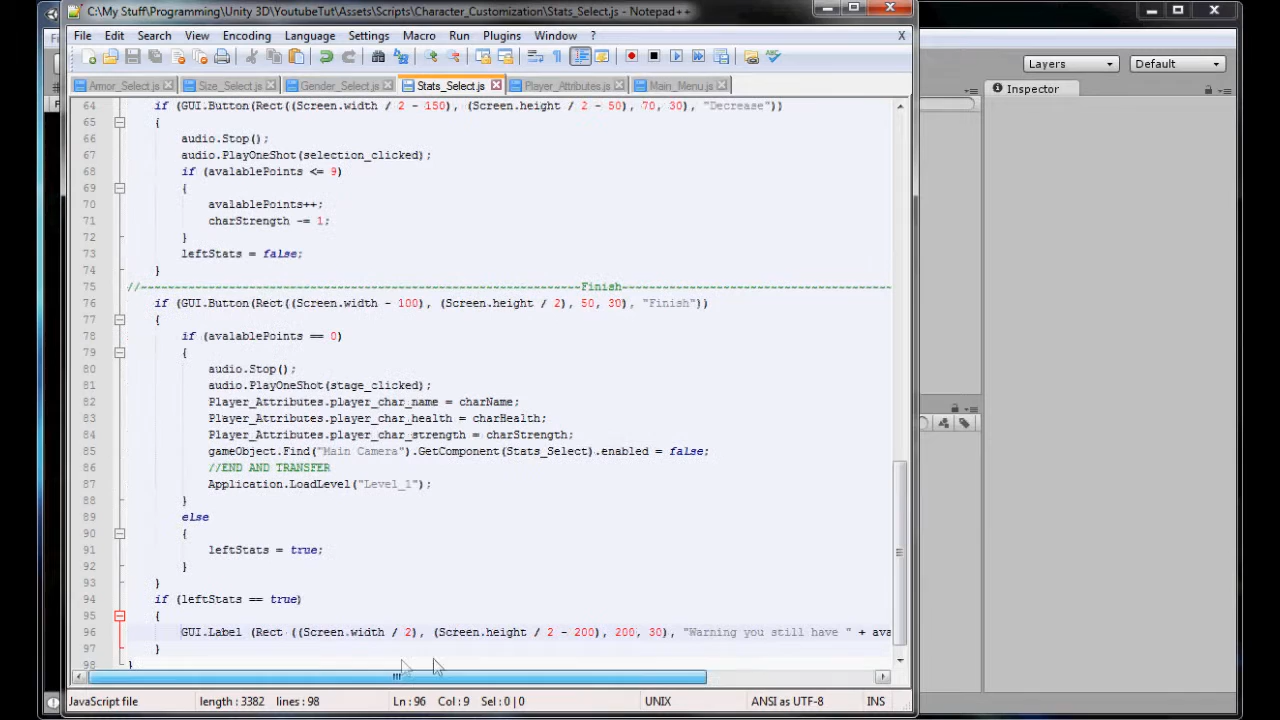 C:\My Stuff\Programming\Unity 3D\YoutubeTut\Assets\Scripts\Character_Customization\Stats_Select.js - Notepad++
File Edit Search View Encoding Language Settings Macro Run Plugins Window ? X
Layers Default
Armor_Select.js Size_Select.js Gender_Select.js Stats_Select.js Player_Attributes.js Main_Menu.js
Inspector
64 if (GUI.Button(Rect((Screen.width / 2 - 150), (Screen.height / 2 - 50), 70, 30), "Decrease"))
65 {
66 audio.Stop();
67 audio.PlayOneShot(selection_clicked);
68 if (avalablePoints <= 9)
69 {
70 avalablePoints++;
71 charStrength -= 1;
72 }
73 leftStats = false;
74 }
75 //------------------------------------------------------------------Finish----------------------------------------------
76 if (GUI.Button(Rect((Screen.width - 100), (Screen.height / 2), 50, 30), "Finish"))
77 {
78 if (avalablePoints == 0)
79 {
80 audio.Stop();
81 audio.PlayOneShot(stage_clicked);
82 Player_Attributes.player_char_name = charName;
83 Player_Attributes.player_char_health = charHealth;
84 Player_Attributes.player_char_strength = charStrength;
85 gameObject.Find("Main Camera").GetComponent(Stats_Select).enabled = false;
86 //END AND TRANSFER
87 Application.LoadLevel("Level_1");
88 }
89 else
90 {
91 leftStats = true;
92 }
93 }
94 if (leftStats == true)
95 {
96 GUI.Label (Rect ((Screen.width / 2), (Screen.height / 2 - 200), 200, 30), "Warning you still have " + ava
97 }
98 }
JavaScript file length : 3382 lines : 98 Ln : 96 Col : 9 Sel : 0 | 0 UNIX ANSI as UTF-8 INS